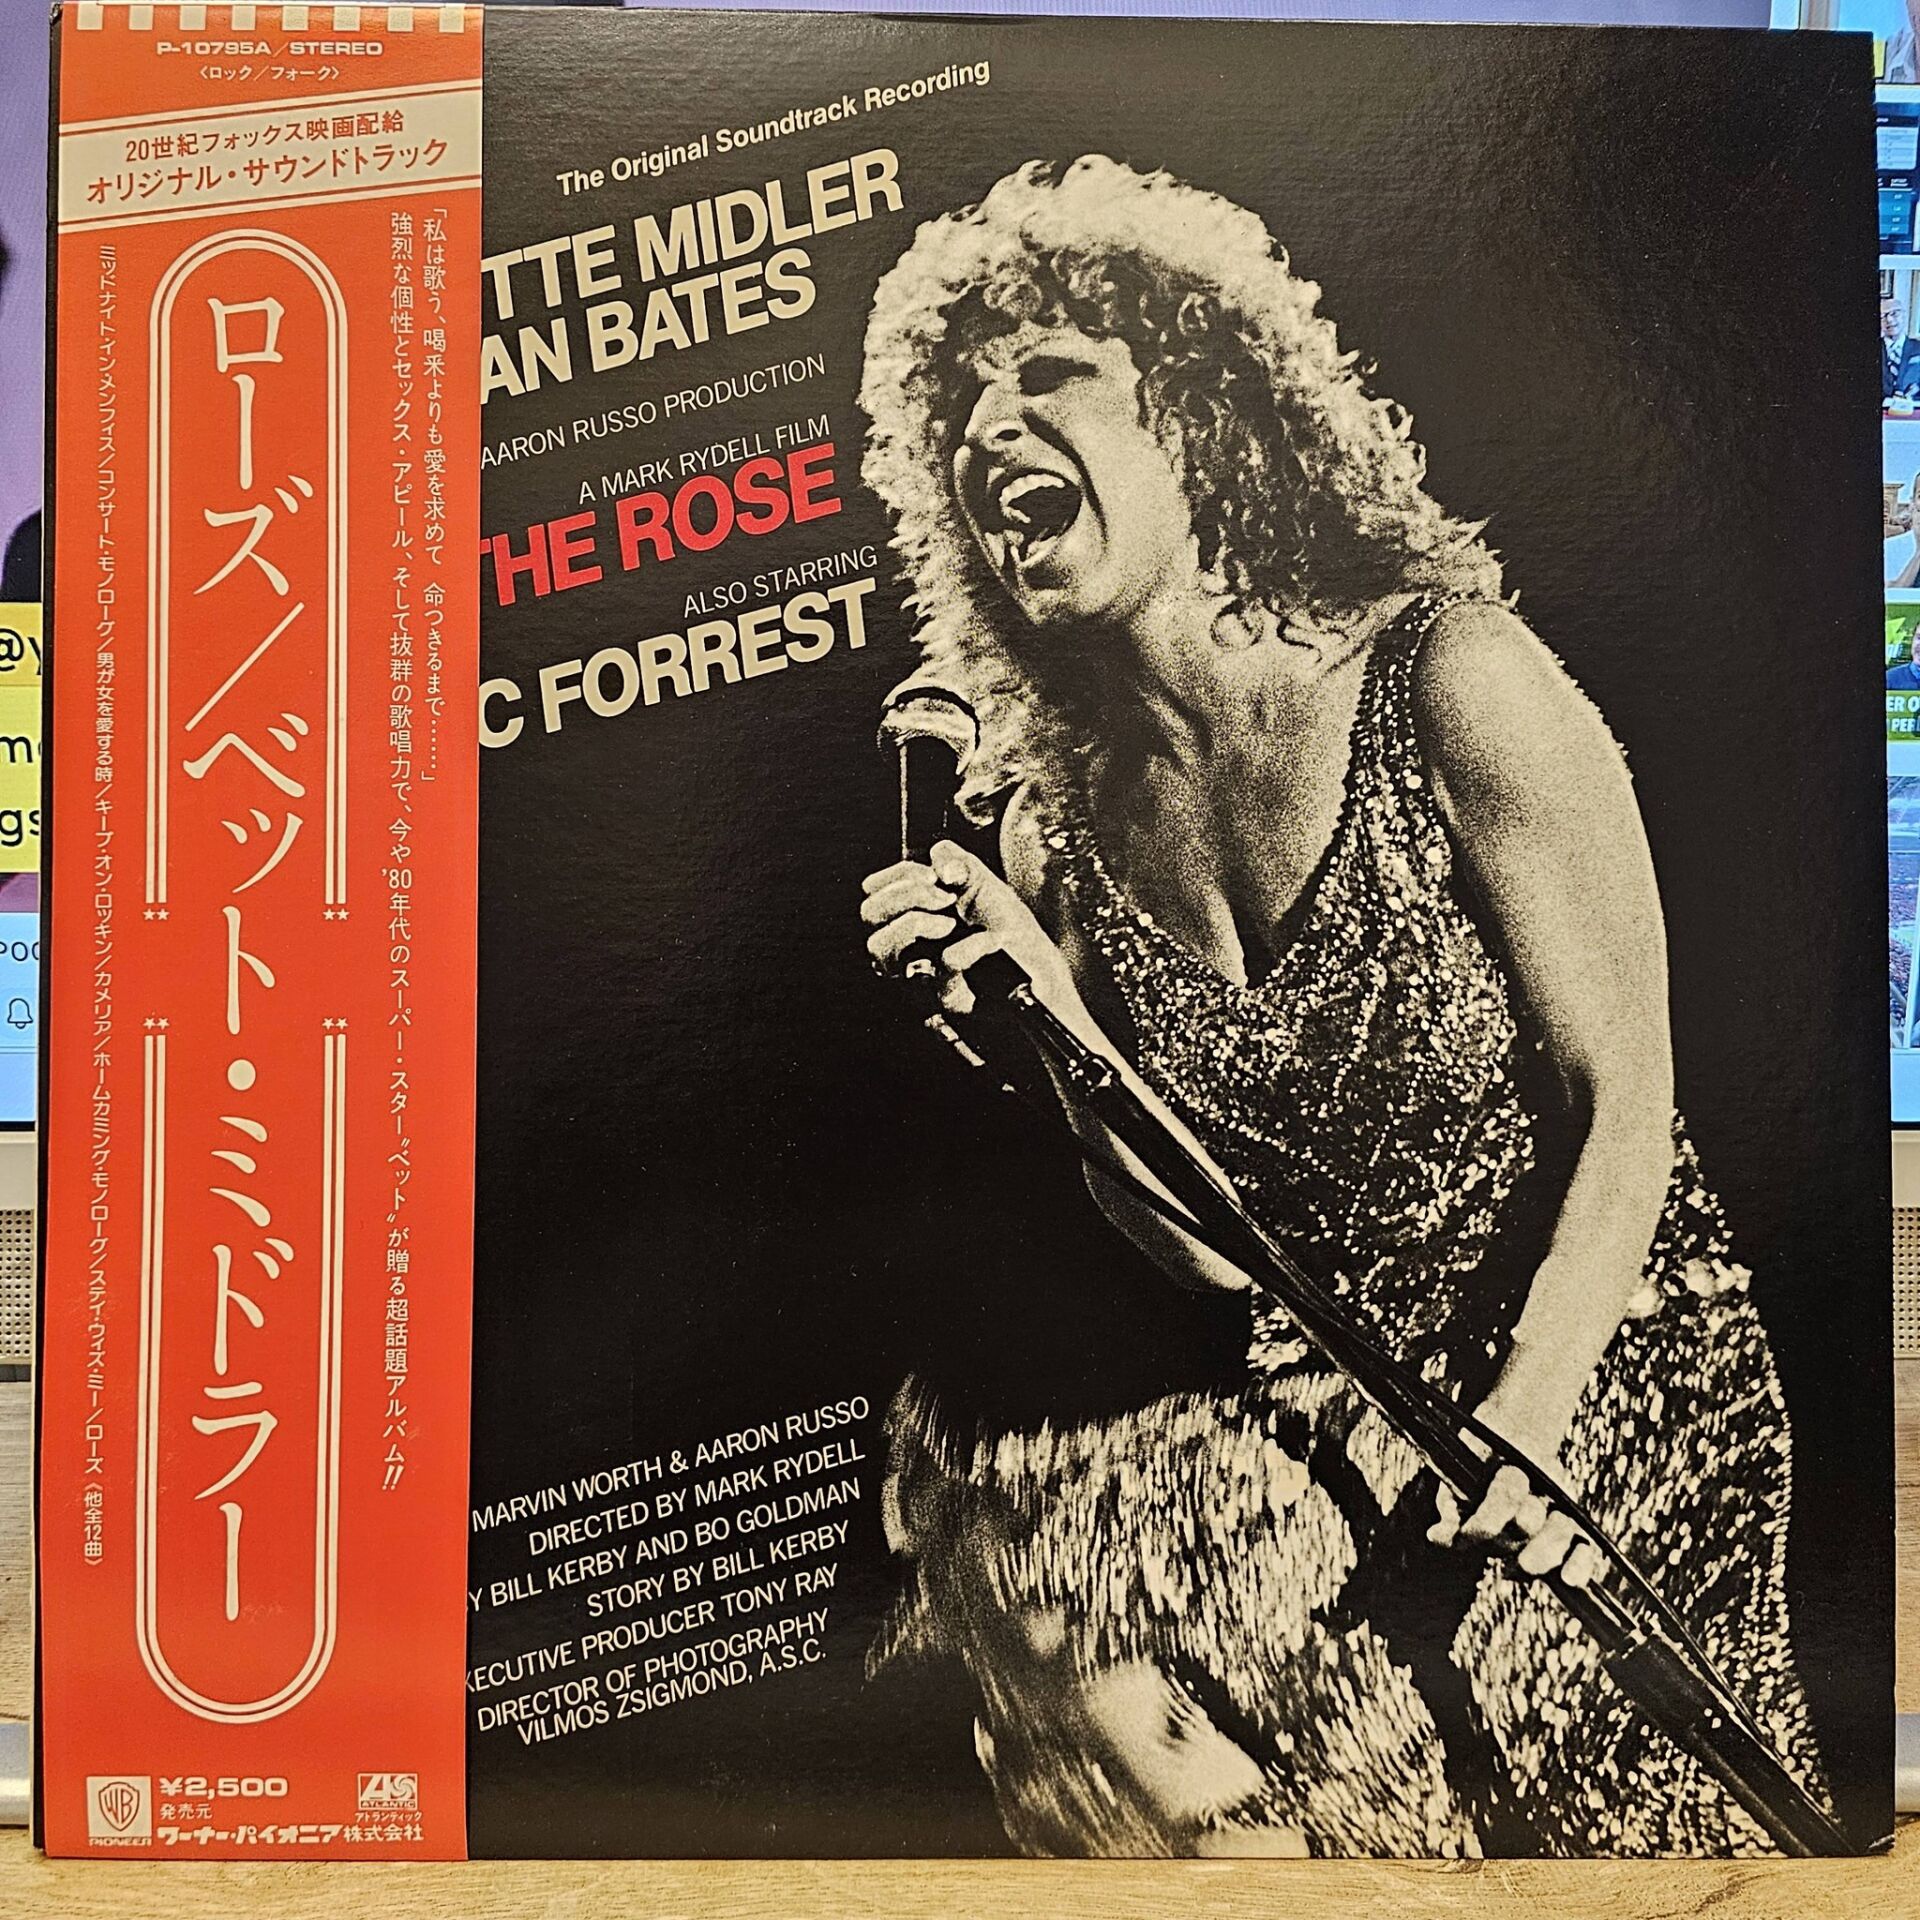 P-10795A/STEREO
〈ロック/フォーク〉
20世紀フォックス映画配給
オリジナル・サウンドトラック
「私は歌う、喝采よりも愛を求めて 命つきるまで……」
強烈な個性とセックス・アピール、そして抜群の歌唱力で、今や'80年代のスーパー・スター〝ベット〟が贈る超話題アルバム!!
ローズ/ベット・ミドラー
ミッドナイト・イン・メンフィス/コンサート・モノローグ/男が女を愛する時/キープ・オン・ロッキン/カメリア/ホームカミング・モノローグ/ステイ・ウィズ・ミー/ローズ 《他全12曲》
WB
PIONEER
¥2,500
発売元
ワーナー・パイオニア株式会社
ATLANTIC
アトランティック
The Original Soundtrack Recording
TTE MIDLER
AN BATES
AARON RUSSO PRODUCTION
A MARK RYDELL FILM
THE ROSE
ALSO STARRING
C FORREST
MARVIN WORTH & AARON RUSSO
DIRECTED BY MARK RYDELL
Y BILL KERBY AND BO GOLDMAN
STORY BY BILL KERBY
XECUTIVE PRODUCER TONY RAY
DIRECTOR OF PHOTOGRAPHY
VILMOS ZSIGMOND, A.S.C.